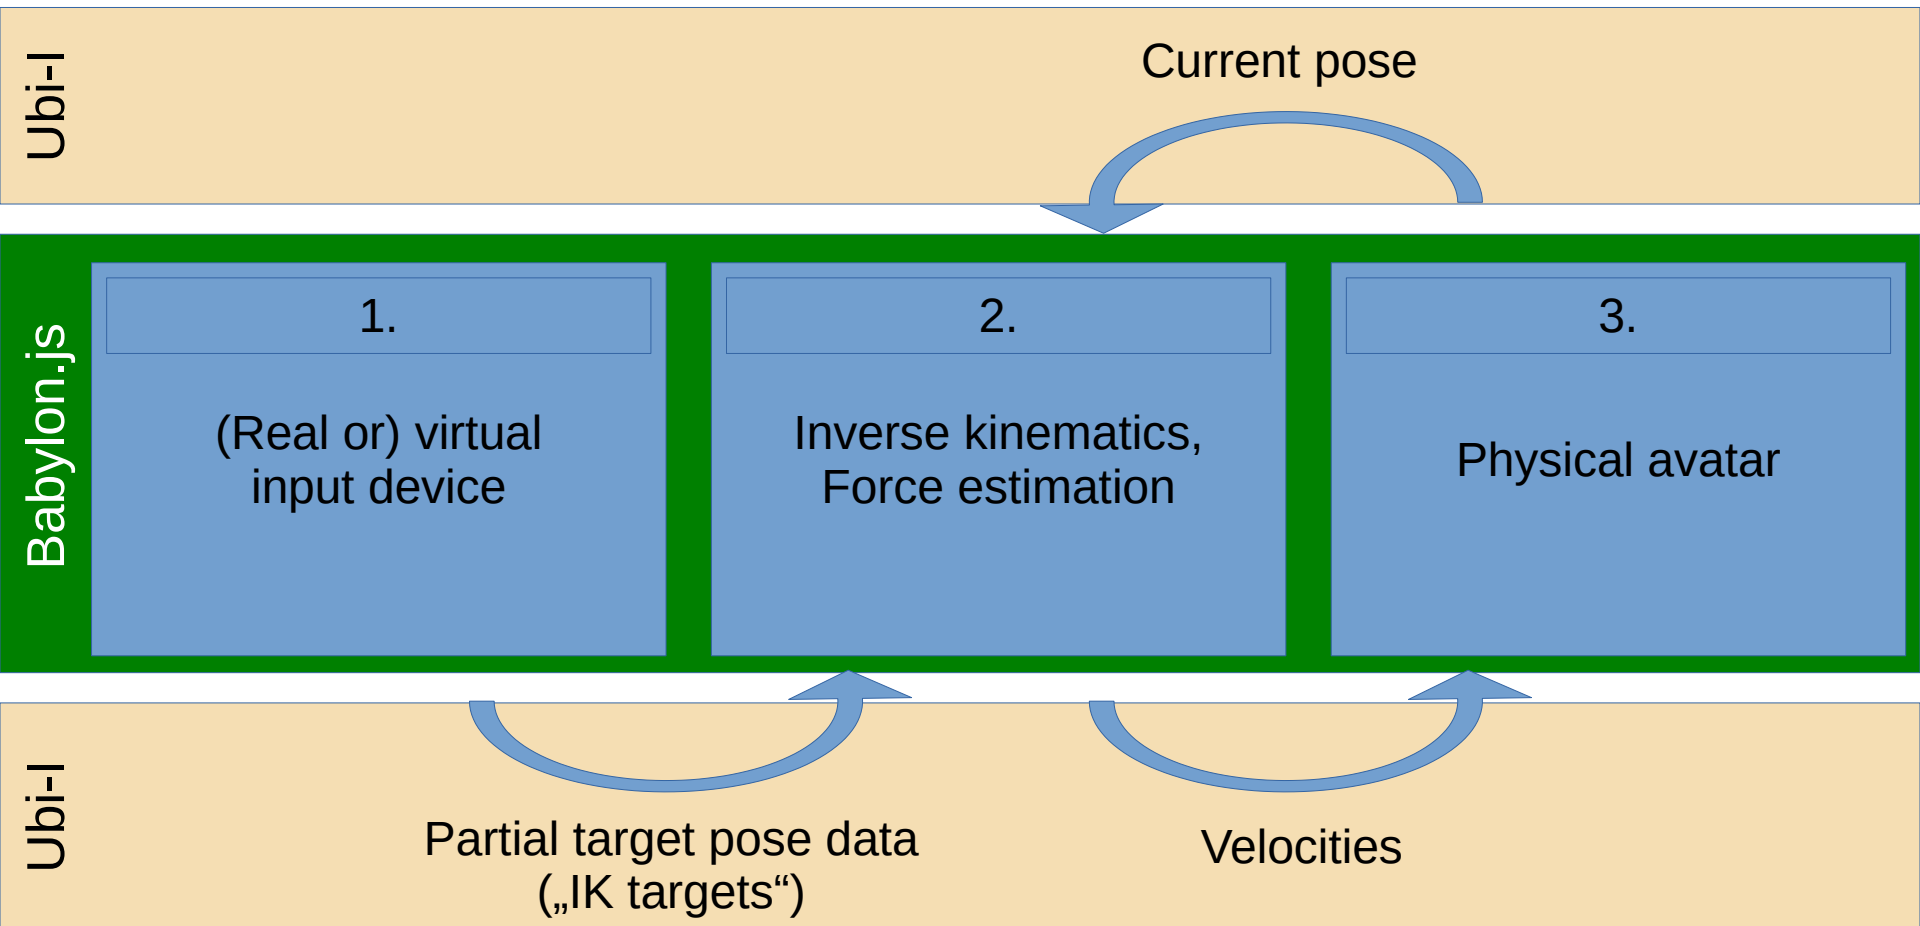 Ubi-I
Current pose
Babylon.js
1.
(Real or) virtual
input device
2.
Inverse kinematics,
Force estimation
3.
Physical avatar
Ubi-I
Partial target pose data
(„IK targets“)
Velocities